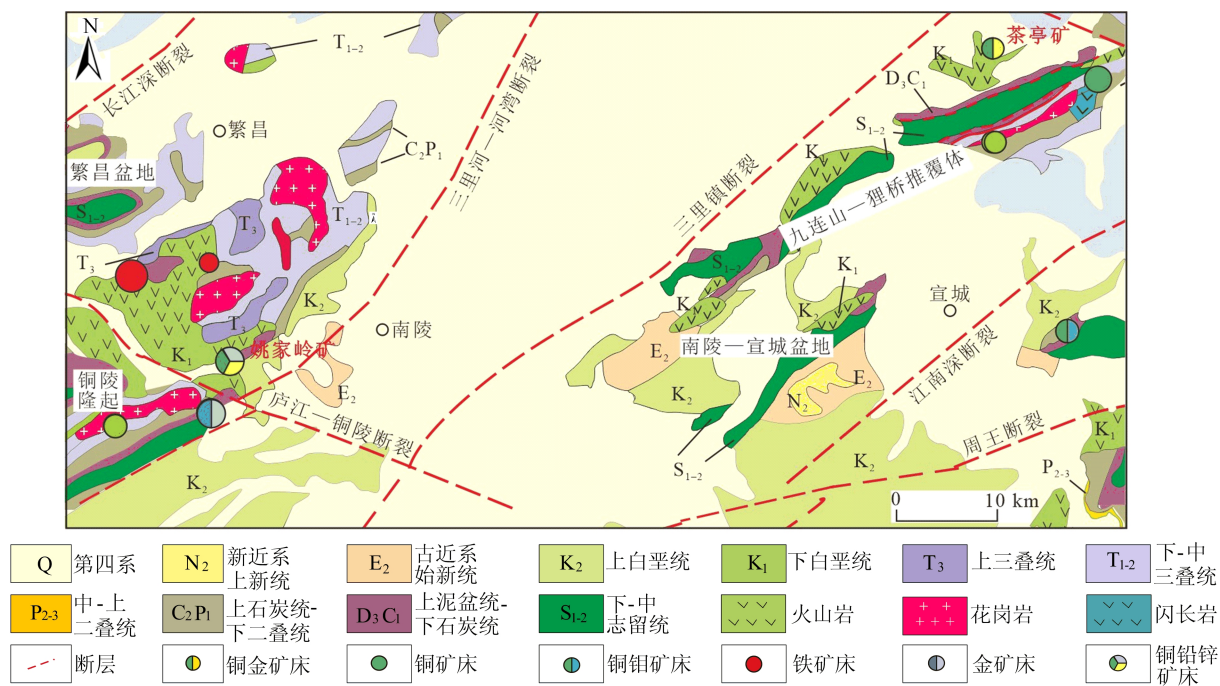 N
T₁₋₂
长江深断裂
繁昌
C₂P₁
三里河—河湾断裂
繁昌盆地
S₁₋₂
T₃
T₁₋₂
T₃
K₂
T₃
K₁
姚家岭矿
南陵
E₂
铜陵
隆起
庐江—铜陵断裂
K₂
茶亭矿
K₁
D₃C₁
S₁₋₂
K
三里镇断裂
九连山—狸桥推覆体
S₁₋₂
K₁
K
K₂
宣城
K₂
E₂
南陵—宣城盆地
K₂
E₂
N₂
江南深断裂
S₁₋₂
K₂
周王断裂
K₁
P₂₋₃
0 10 km
Q 第四系
N₂ 新近系
上新统
E₂ 古近系
始新统
K₂ 上白垩统
K₁ 下白垩统
T₃ 上三叠统
T₁₋₂ 下-中
三叠统
P₂₋₃ 中-上
二叠统
C₂P₁ 上石炭统-
下二叠统
D₃C₁ 上泥盆统-
下石炭统
S₁₋₂ 下-中
志留统
火山岩
花岗岩
闪长岩
断层
铜金矿床
铜矿床
铜钼矿床
铁矿床
金矿床
铜铅锌
矿床